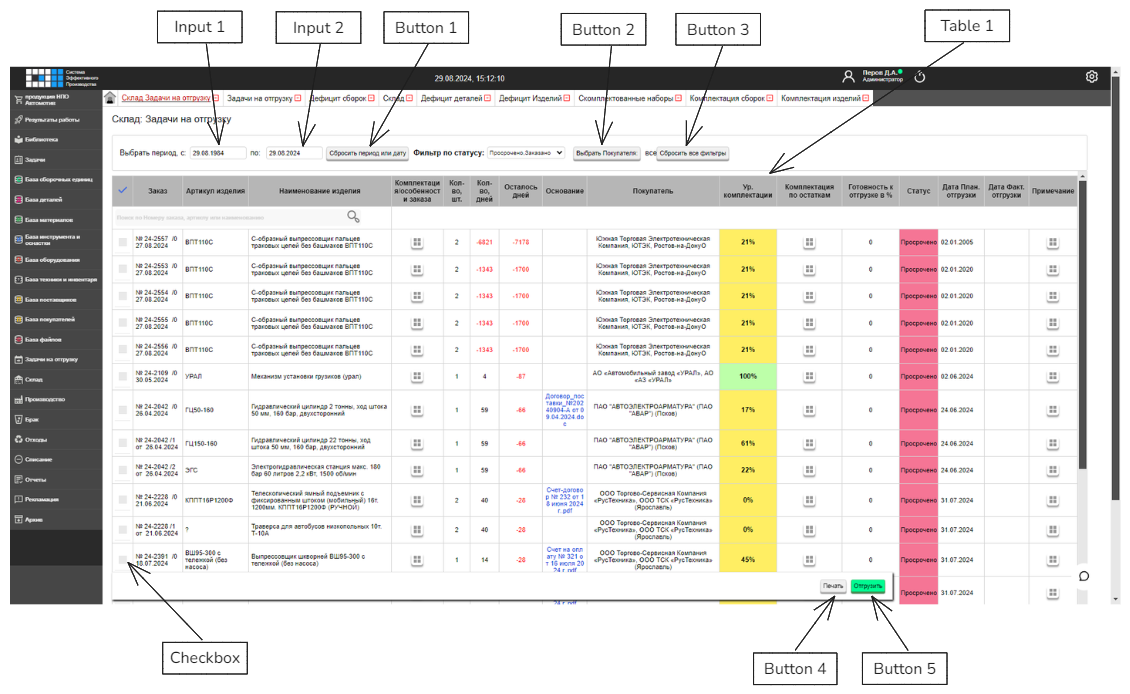 Input 1
Input 2
Button 1
Button 2
Button 3
Table 1
Система
Эффективного
Производства
29.08.2024, 15:12:10
Перов Д.А.
Администратор
продукция НПО
Автоматик
Результаты работы
Библиотека
Задачи
База сборочных единиц
База деталей
База материалов
База инструмента и
оснастки
База оборудования
База техники и инвентаря
База поставщиков
База покупателей
База файлов
Задачи на отгрузку
Склад
Производство
Брак
Отходы
Списание
Отчеты
Рекламации
Архив
Склад Задачи на отгрузку Задачи на отгрузку Дефицит сборок Склад Дефицит деталей Дефицит Изделий Скомплектованные наборы Комплектация сборок Комплектация изделий
Склад: Задачи на отгрузку
Выбрать период, с: 29.08.1984 по: 29.08.2024 Сбросить период или дату Фильтр по статусу: Просрочено.Заказано Выбрать Покупателя: все Сбросить все фильтры
Заказ
Артикул изделия
Наименование изделия
Комплектаци
я\особенност
и заказа
Кол-
во,
шт.
Кол-
во,
дней
Осталось
дней
Основание
Покупатель
Ур.
комплектации
Комплектация
по остаткам
Готовность к
отгрузке в %
Статус
Дата План.
отгрузки
Дата Факт.
отгрузки
Примечание
Поиск по Номеру заказа, артикулу или наименованию
№ 24-2557 /0 С-образный выпрессовщик пальцев Южная Торговая Электротехническая
27.08.2024 ВПТ110С траковых цепей без башмаков ВПТ110С 2 -6821 -7178 Компания, ЮТЭК, Ростов-на-ДонуО 21% 0 Просрочено 02.01.2005
№ 24-2553 /0 С-образный выпрессовщик пальцев Южная Торговая Электротехническая
27.08.2024 ВПТ110С траковых цепей без башмаков ВПТ110С 2 -1343 -1700 Компания, ЮТЭК, Ростов-на-ДонуО 21% 0 Просрочено 02.01.2020
№ 24-2554 /0 С-образный выпрессовщик пальцев Южная Торговая Электротехническая
27.08.2024 ВПТ110С траковых цепей без башмаков ВПТ110С 2 -1343 -1700 Компания, ЮТЭК, Ростов-на-ДонуО 21% 0 Просрочено 02.01.2020
№ 24-2555 /0 С-образный выпрессовщик пальцев Южная Торговая Электротехническая
27.08.2024 ВПТ110С траковых цепей без башмаков ВПТ110С 2 -1343 -1700 Компания, ЮТЭК, Ростов-на-ДонуО 21% 0 Просрочено 02.01.2020
№ 24-2556 /0 С-образный выпрессовщик пальцев Южная Торговая Электротехническая
27.08.2024 ВПТ110С траковых цепей без башмаков ВПТ110С 2 -1343 -1700 Компания, ЮТЭК, Ростов-на-ДонуО 21% 0 Просрочено 02.01.2020
№ 24-2109 /0 АО «Автомобильный завод «УРАЛ», АО
30.05.2024 УРАЛ Механизм установки грузиков (урал) 1 4 -87 «АЗ «УРАЛ» 100% 0 Просрочено 02.06.2024
Договор_пос
тавки_№202
№ 24-2042 /0 Гидравлический цилиндр 2 тонны, ход штока 40904-А от 0 ПАО "АВТОЭЛЕКТРОАРМАТУРА" (ПАО
26.04.2024 ГЦ50-160 50 мм, 160 бар, двухсторонний 1 59 -66 9.04.2024.do "АВАР") (Псков) 17% 0 Просрочено 24.06.2024
c
№ 24-2042 /1 Гидравлический цилиндр 22 тонны, ход ПАО "АВТОЭЛЕКТРОАРМАТУРА" (ПАО
от 26.04.2024 ГЦ150-160 штока 50 мм, 160 бар, двухсторонний 1 59 -66 "АВАР") (Псков) 61% 0 Просрочено 24.06.2024
№ 24-2042 /2 Электрогидравлическая станция макс. 180 ПАО "АВТОЭЛЕКТРОАРМАТУРА" (ПАО
от 26.04.2024 ЭГС бар 60 литров 2.2 кВт, 1500 об/мин 1 59 -66 "АВАР") (Псков) 22% 0 Просрочено 24.06.2024
Телескопический ямный подъемник с Счет-догово ООО Торгово-Сервисная Компания
№ 24-2228 /0 фиксированным штоком (мобильный) 16т. р № 232 от 1 «РусТехника», ООО ТСК «РусТехника»
21.06.2024 КППТ16Р1200Ф 1200мм. КППТ16Р1200Ф (РУЧНОЙ) 2 40 -28 8 июня 2024 (Ярославль) 0% 0 Просрочено 31.07.2024
г..pdf
№ 24-2228 /1 Траверса для автобусов низкопольных 10т. ООО Торгово-Сервисная Компания
от 21.06.2024 ? Т-10А 2 40 -28 «РусТехника», ООО ТСК «РусТехника» 0% 0 Просрочено 31.07.2024
(Ярославль)
ВШ95-300 с Счет на опл ООО Торгово-Сервисная Компания
№ 24-2391 /0 тележкой (без Выпрессовщик шкворней ВШ95-300 с ату № 321 о «РусТехника», ООО ТСК «РусТехника»
18.07.2024 насоса) тележкой (без насоса) 1 14 -28 т 16 июля 20 (Ярославль) 45% 0 Просрочено 31.07.2024
24 г..pdf
Печать Отгрузить
Просрочено 31.07.2024
24 г..pdf
Checkbox
Button 4
Button 5